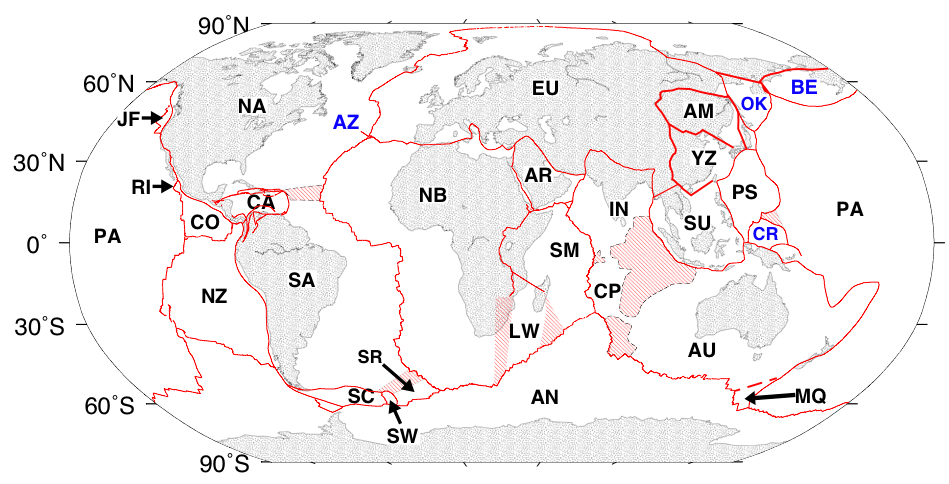 90˚N
60˚N
BE
EU
OK
NA
AM
AZ
JF
YZ
30˚N
AR
RI
PS
NB
CA
IN
PA
CO
SU
CR
PA
0˚
SM
SA
CP
NZ
30˚S
LW
AU
SR
SC
AN
MQ
60˚S
SW
90˚S